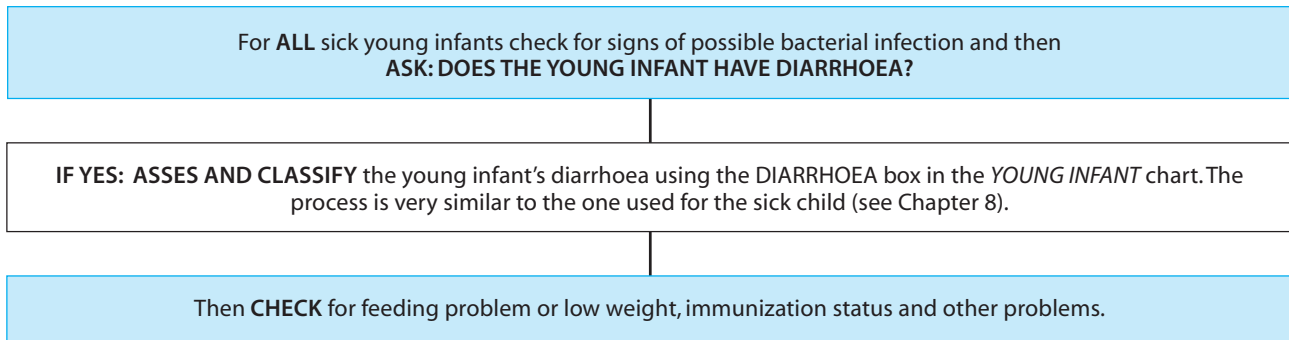 For ALL sick young infants check for signs of possible bacterial infection and then
ASK: DOES THE YOUNG INFANT HAVE DIARRHOEA?
IF YES: ASSES AND CLASSIFY the young infant’s diarrhoea using the DIARRHOEA box in the YOUNG INFANT chart. The
process is very similar to the one used for the sick child (see Chapter 8).
Then CHECK for feeding problem or low weight, immunization status and other problems.